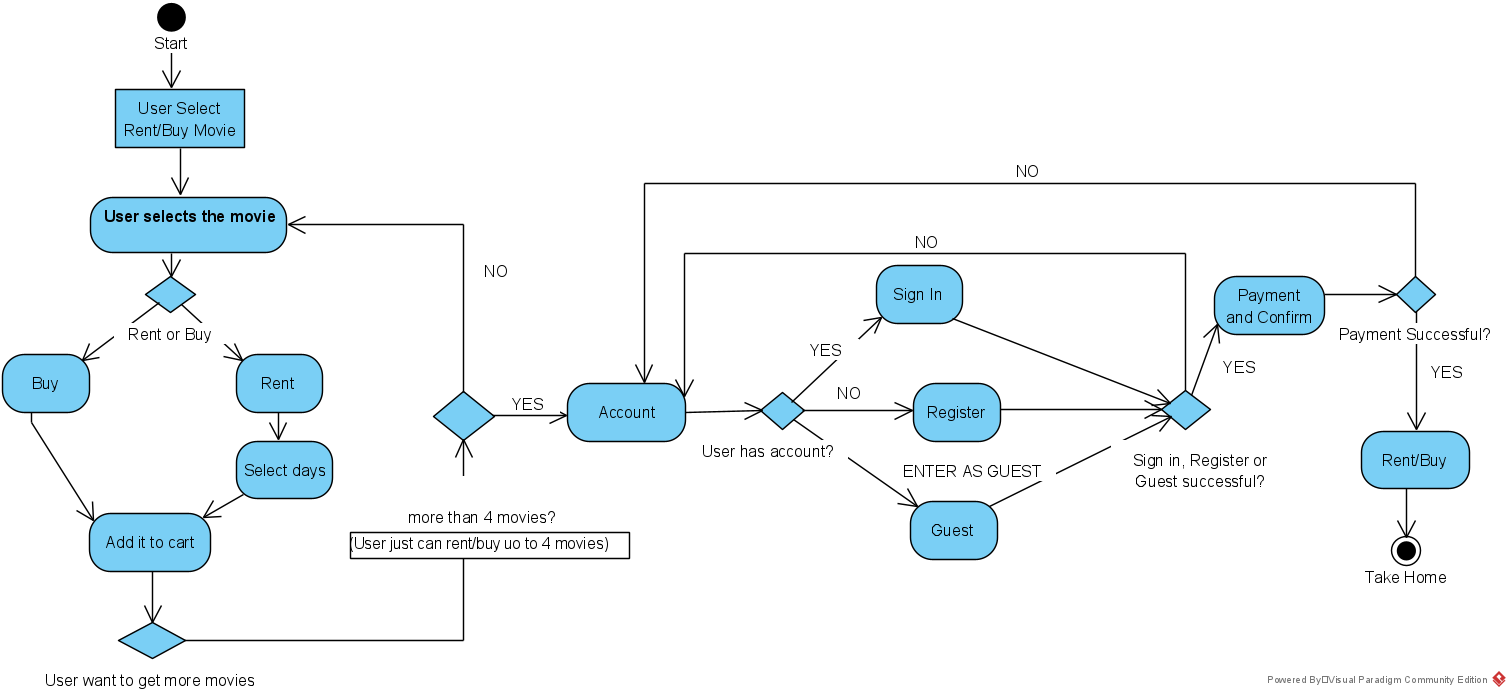 Start
User Select
Rent/Buy Movie
User selects the movie
Rent or Buy
Buy
Rent
Select days
Add it to cart
User want to get more movies
more than 4 movies?
(User just can rent/buy uo to 4 movies)
NO
YES
Account
User has account?
YES
NO
ENTER AS GUEST
Sign In
Register
Guest
Sign in, Register or
Guest successful?
NO
YES
Payment
and Confirm
Payment Successful?
NO
YES
Rent/Buy
Take Home
Powered By□Visual Paradigm Community Edition